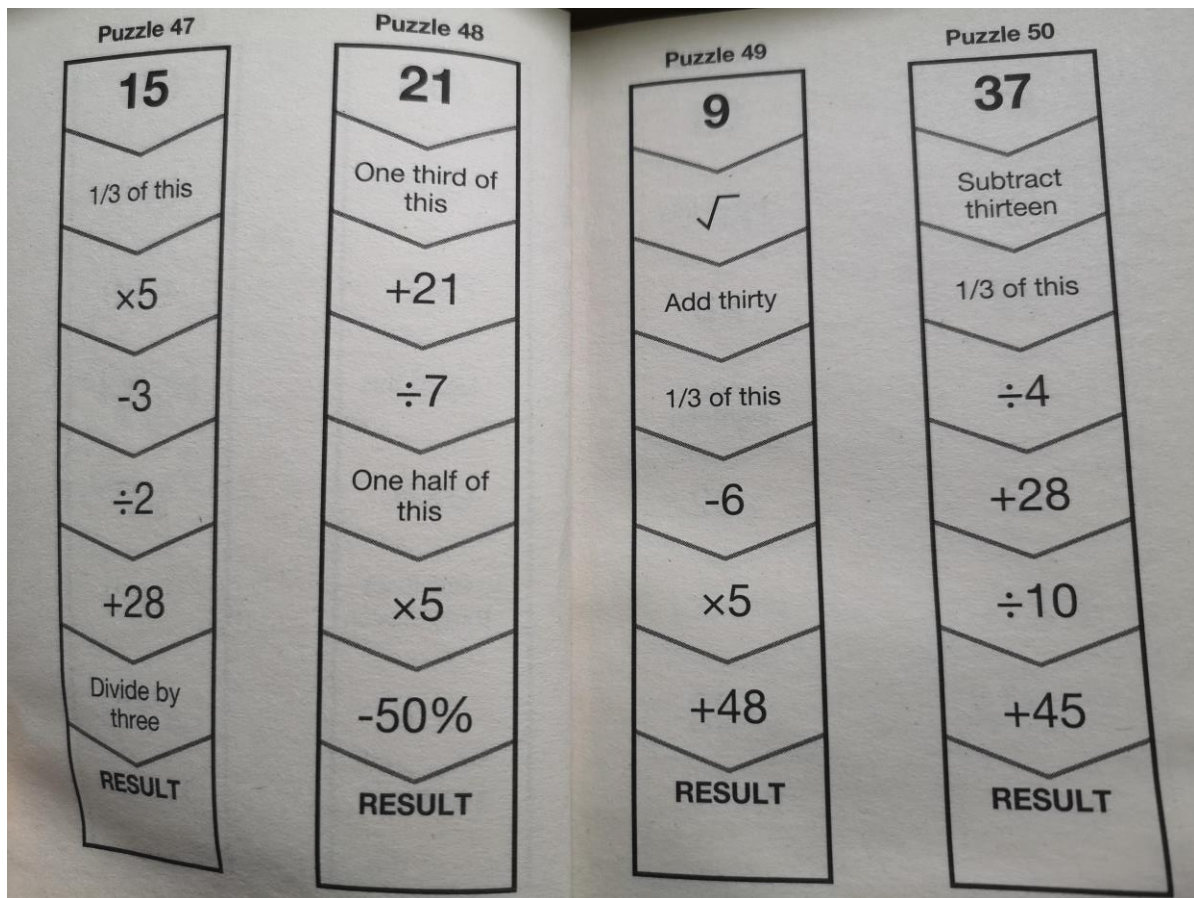 Puzzle 47
15
1/3 of this
×5
-3
÷2
+28
Divide by
three
RESULT
Puzzle 48
21
One third of
this
+21
÷7
One half of
this
×5
-50%
RESULT
Puzzle 49
9
√
Add thirty
1/3 of this
-6
×5
+48
RESULT
Puzzle 50
37
Subtract
thirteen
1/3 of this
÷4
+28
÷10
+45
RESULT